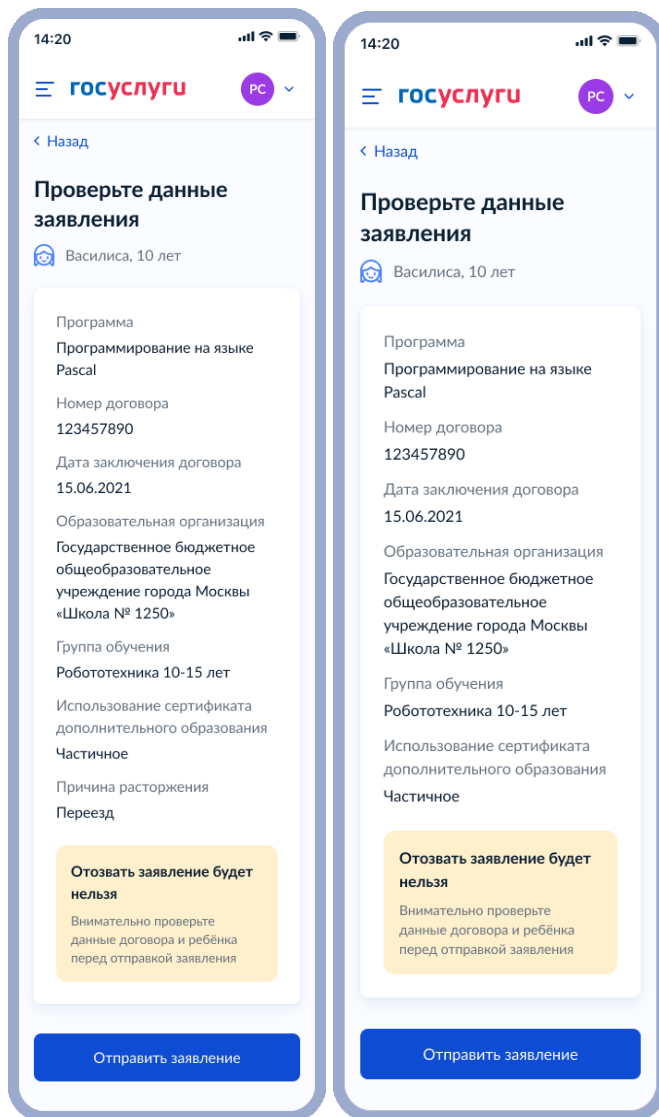 14:20
госуслуги
РС
Назад
Проверьте данные
заявления
Василиса, 10 лет
Программа
Программирование на языке
Pascal
Номер договора
123457890
Дата заключения договора
15.06.2021
Образовательная организация
Государственное бюджетное
общеобразовательное
учреждение города Москвы
«Школа № 1250»
Группа обучения
Робототехника 10-15 лет
Использование сертификата
дополнительного образования
Частичное
Причина расторжения
Переезд
Отозвать заявление будет
нельзя
Внимательно проверьте
данные договора и ребёнка
перед отправкой заявления
Отправить заявление
14:20
госуслуги
РС
Назад
Проверьте данные
заявления
Василиса, 10 лет
Программа
Программирование на языке
Pascal
Номер договора
123457890
Дата заключения договора
15.06.2021
Образовательная организация
Государственное бюджетное
общеобразовательное
учреждение города Москвы
«Школа № 1250»
Группа обучения
Робототехника 10-15 лет
Использование сертификата
дополнительного образования
Частичное
Отозвать заявление будет
нельзя
Внимательно проверьте
данные договора и ребёнка
перед отправкой заявления
Отправить заявление